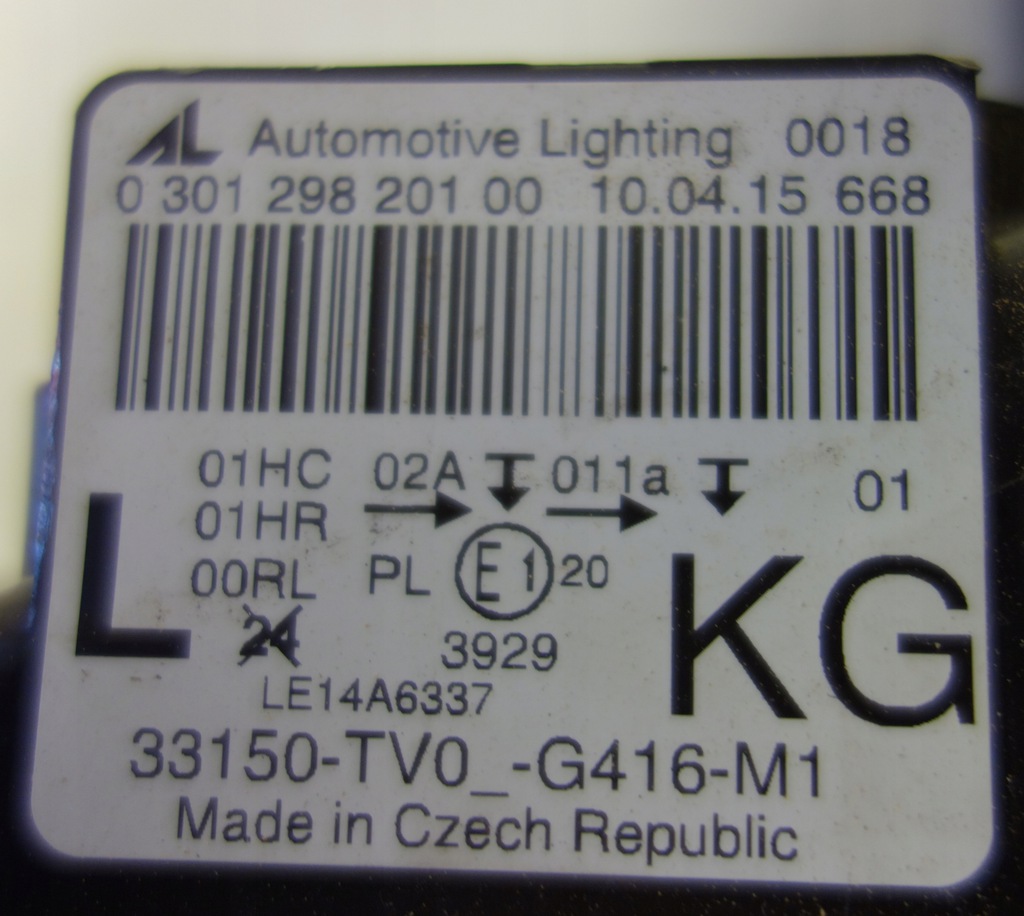 AL Automotive Lighting 0018
0 301 298 201 00 10.04.15 668
01HC 02A 011a 01
01HR
00RL PL E1 20
L KG
24
3929
LE14A6337
33150-TV0_-G416-M1
Made in Czech Republic